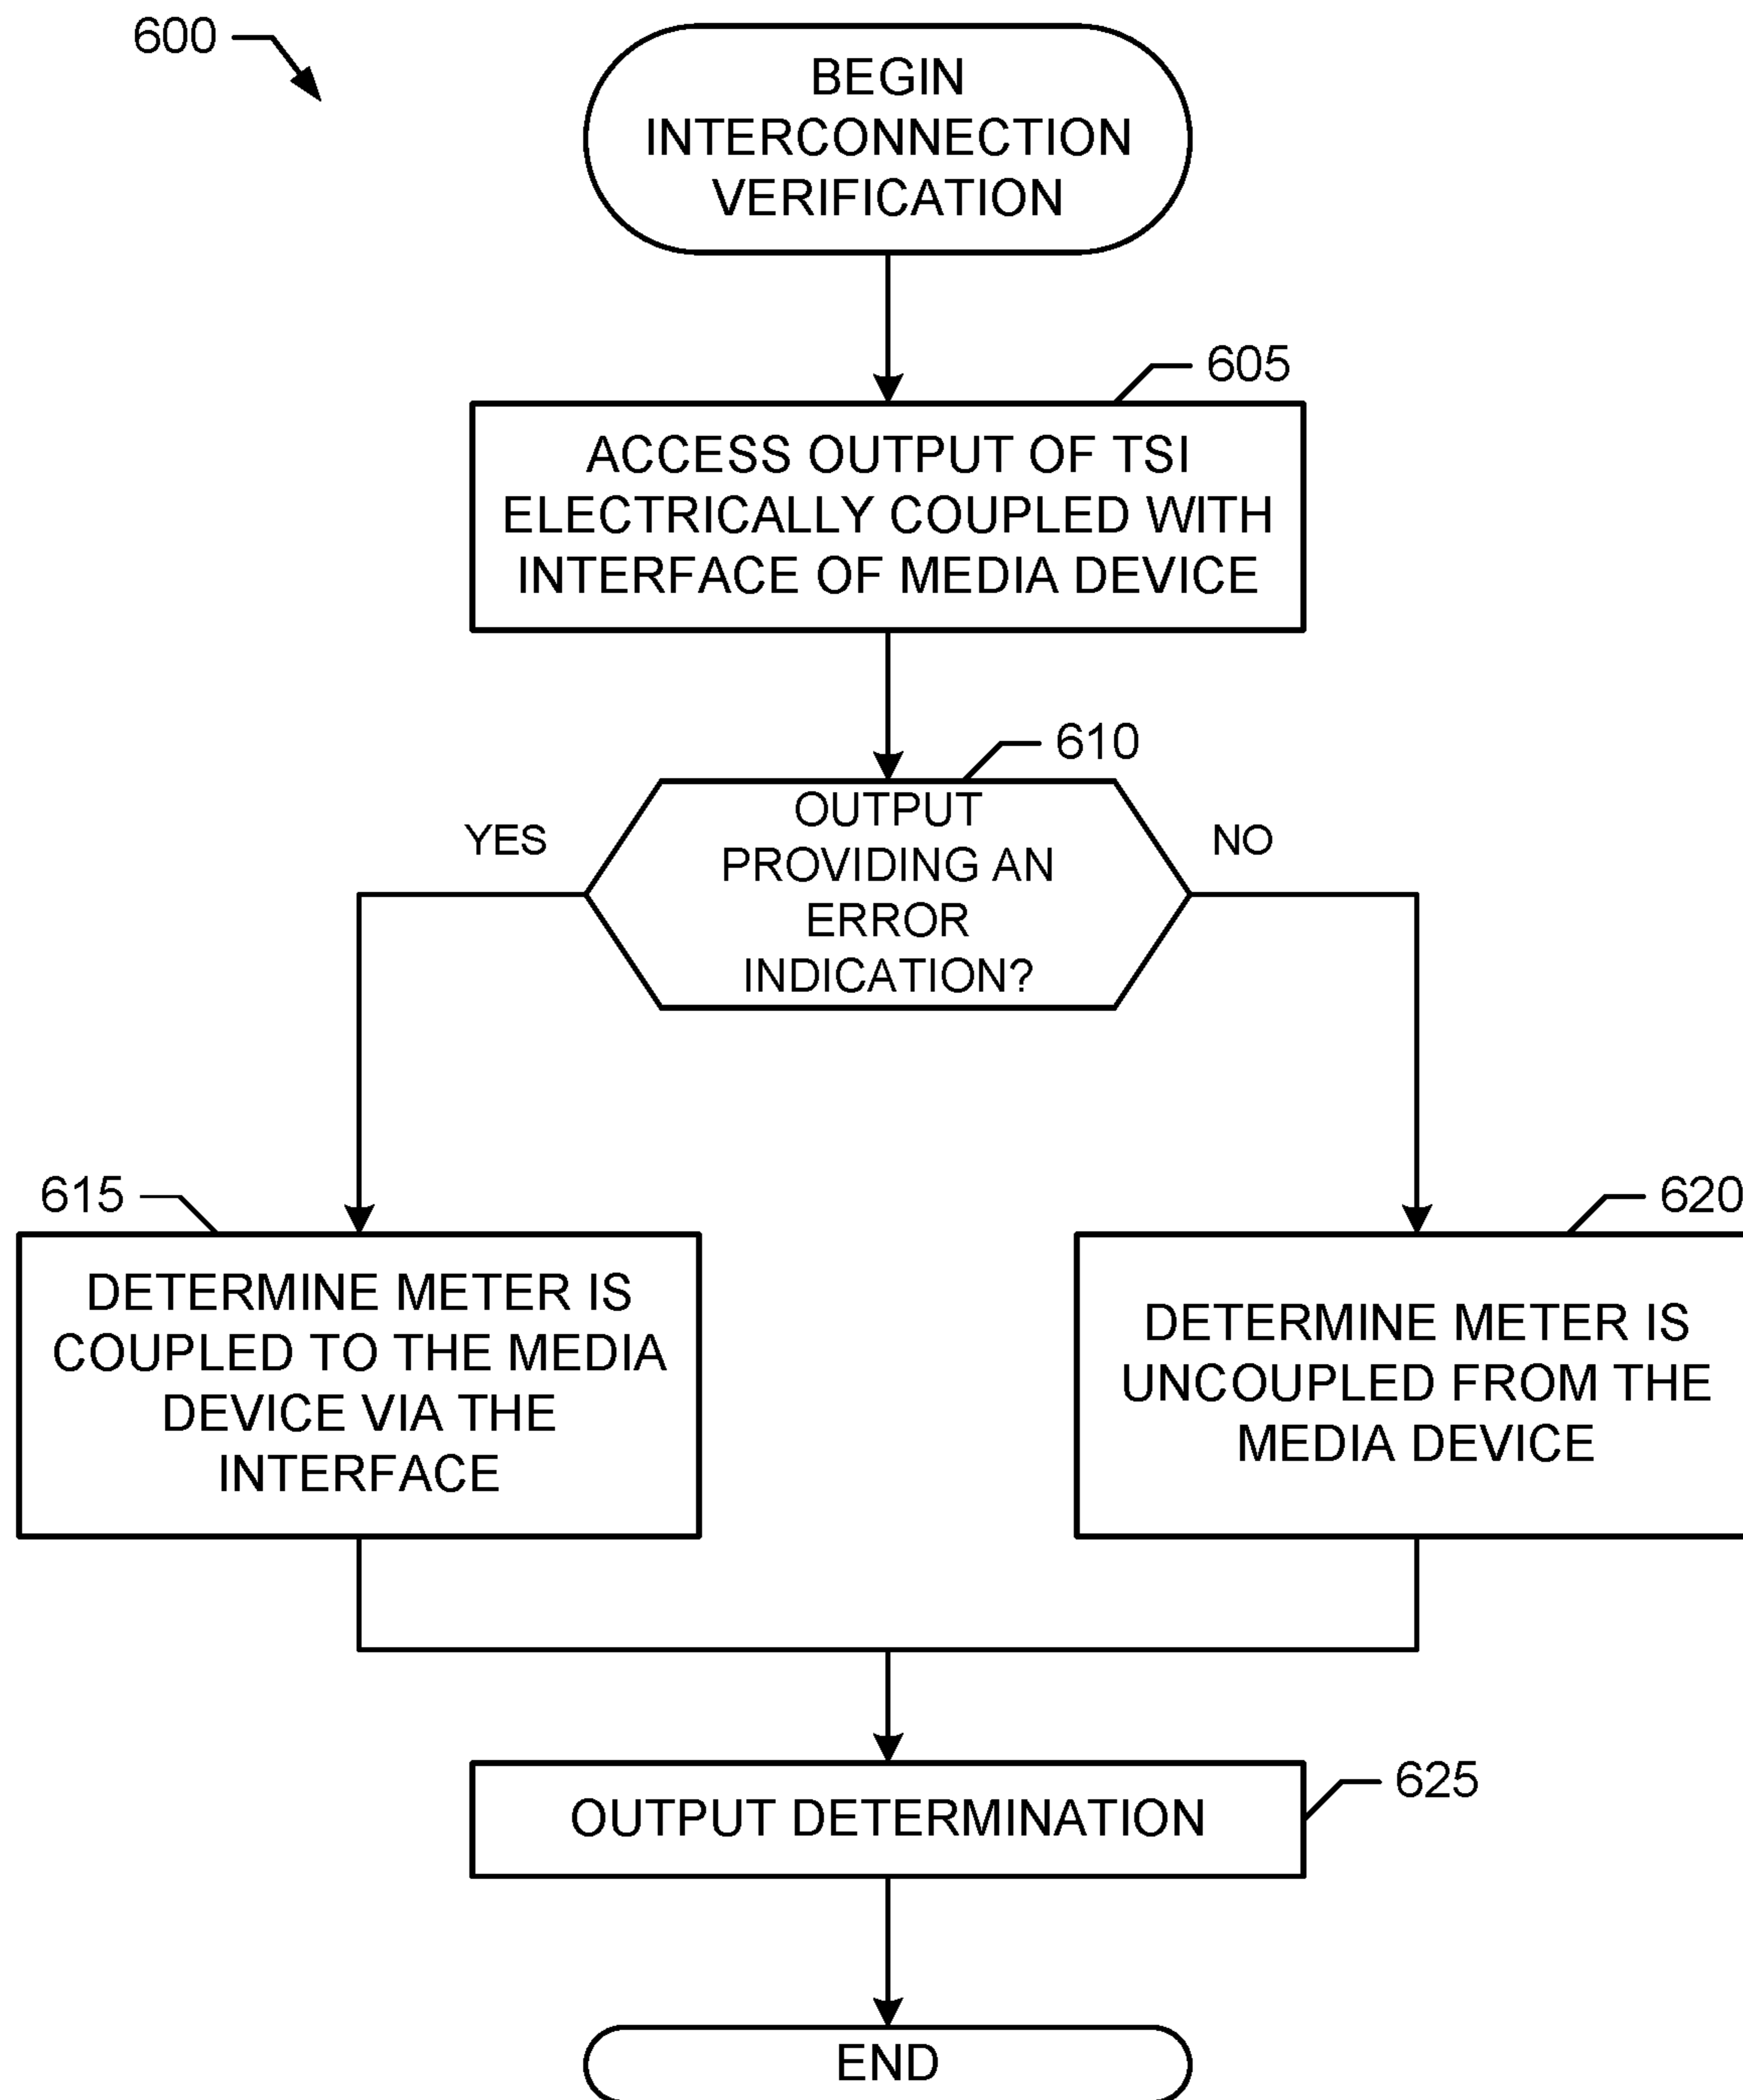 600
BEGIN
INTERCONNECTION
VERIFICATION
605
ACCESS OUTPUT OF TSI
ELECTRICALLY COUPLED WITH
INTERFACE OF MEDIA DEVICE
610
OUTPUT
PROVIDING AN
ERROR
INDICATION?
YES
NO
615
DETERMINE METER IS
COUPLED TO THE MEDIA
DEVICE VIA THE
INTERFACE
620
DETERMINE METER IS
UNCOUPLED FROM THE
MEDIA DEVICE
625
OUTPUT DETERMINATION
END